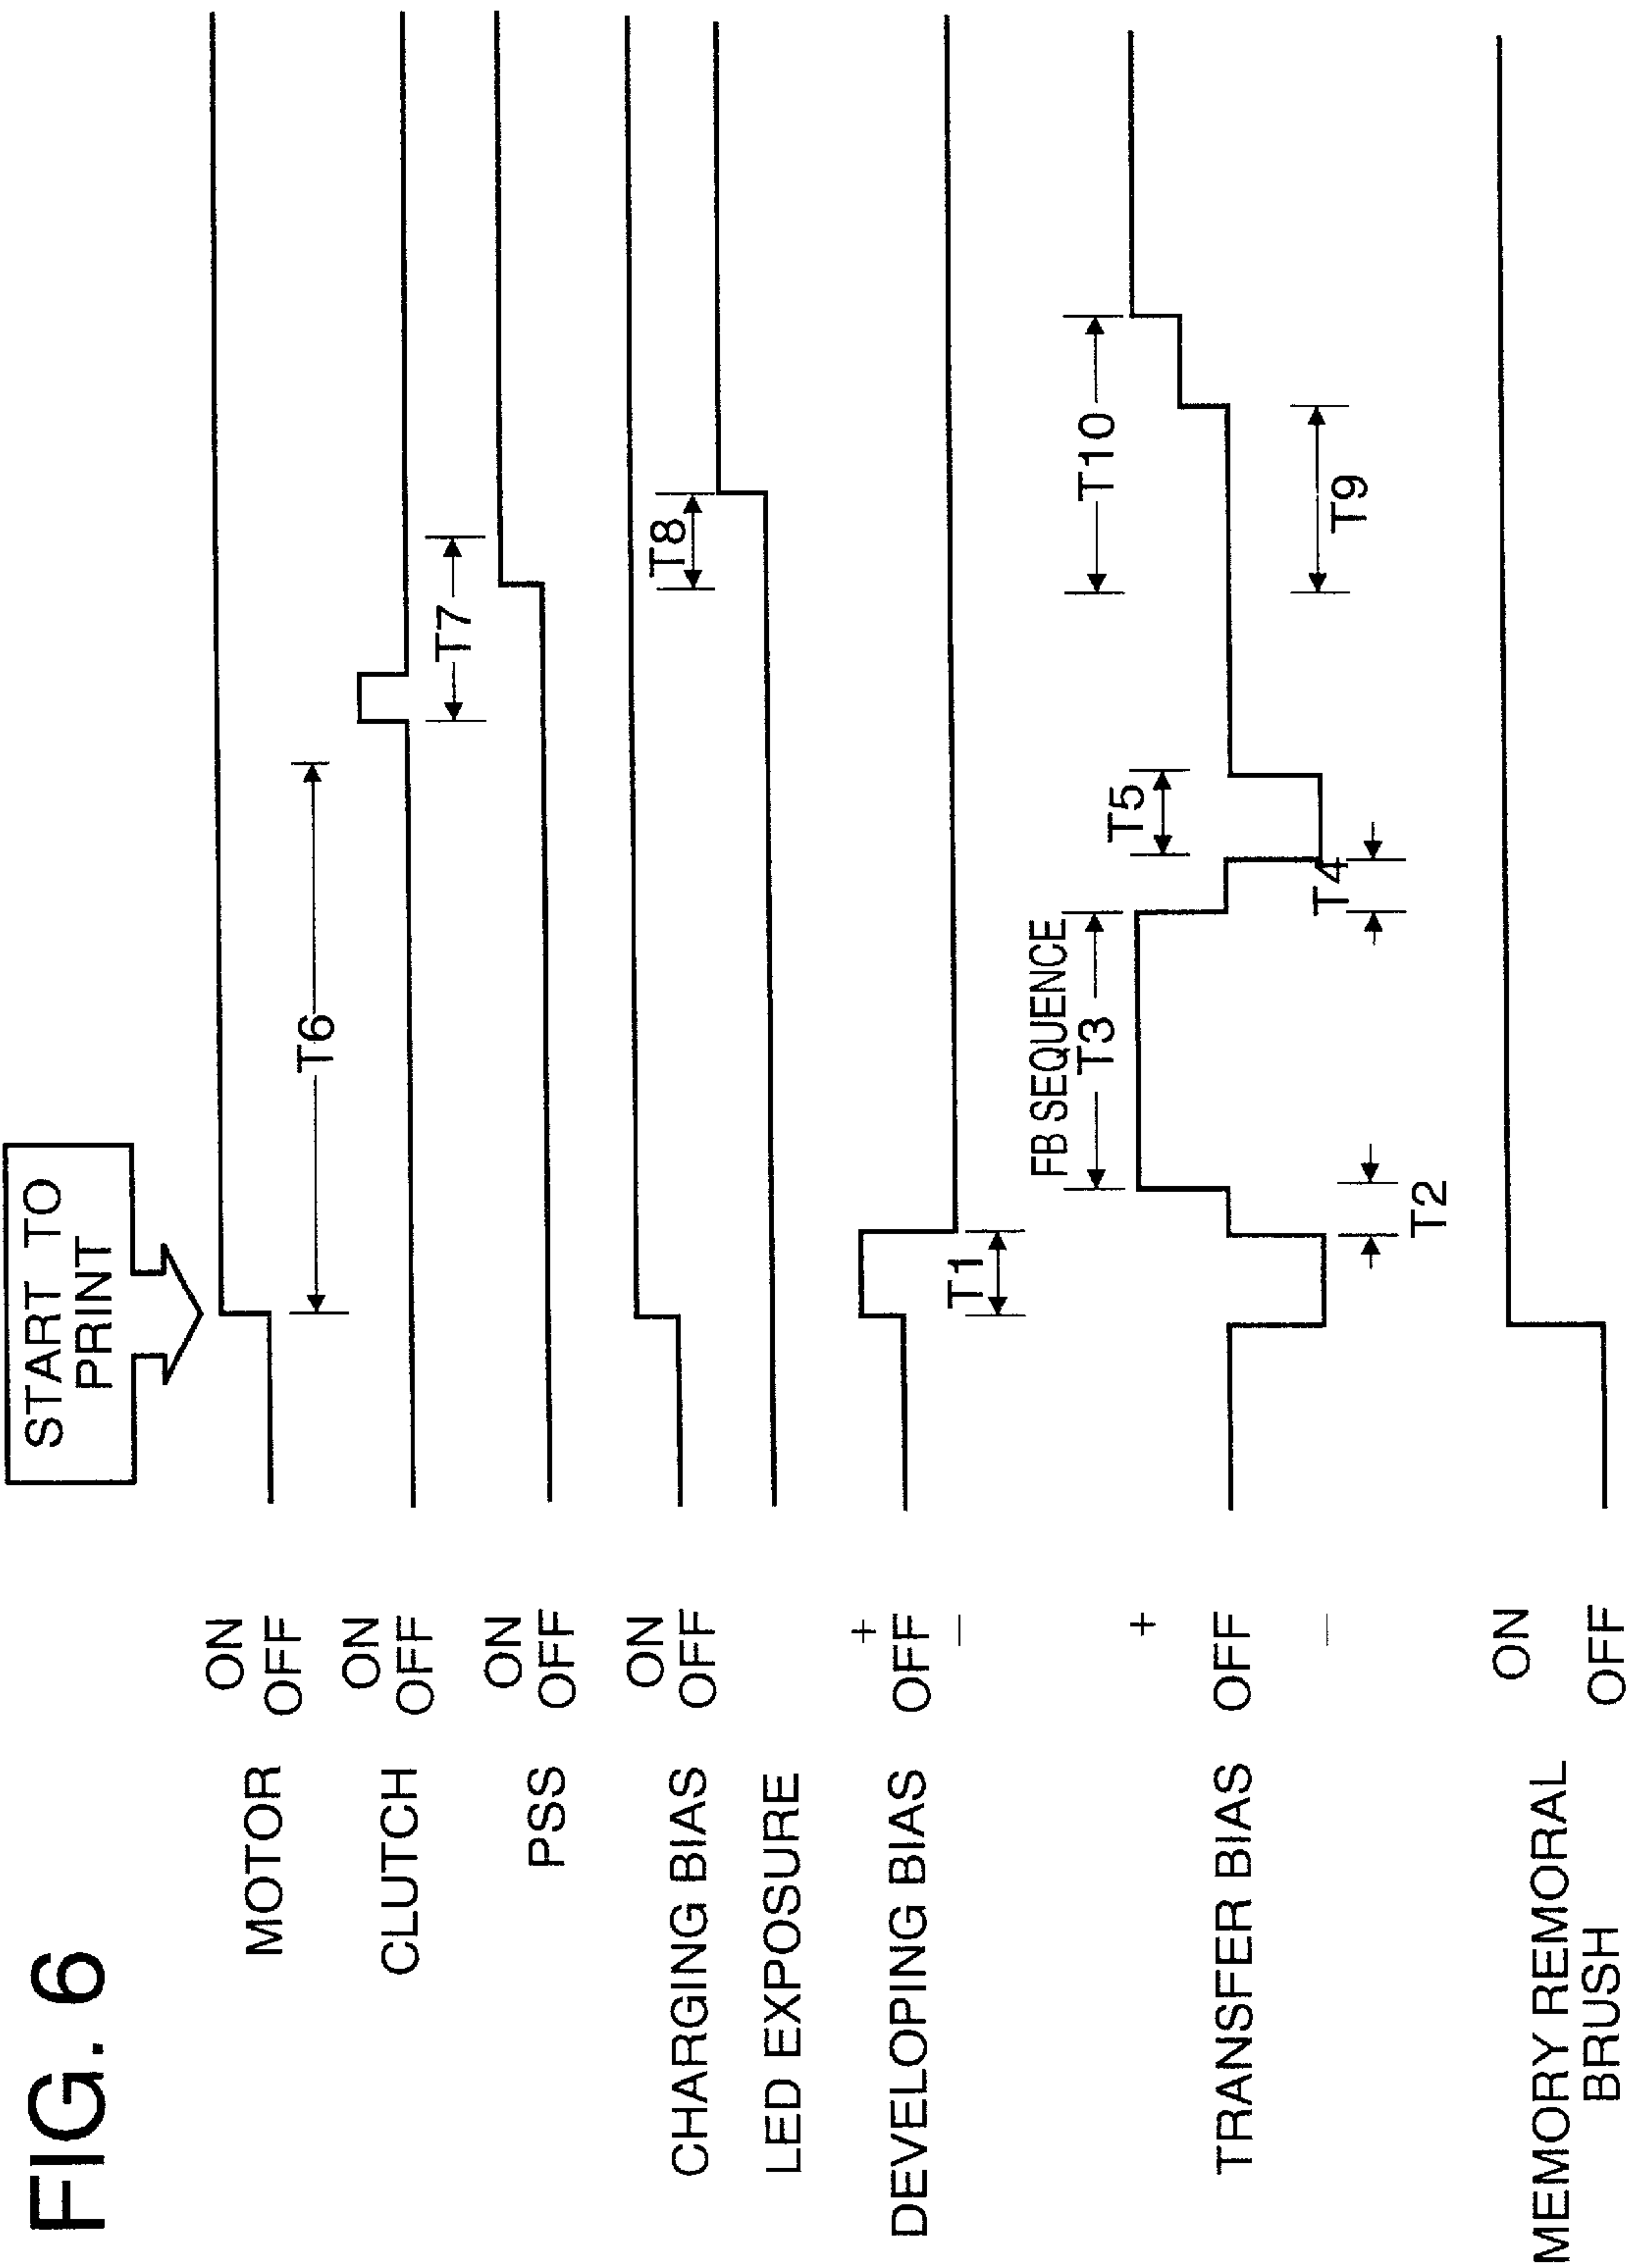 FIG. 6
START TO
PRINT
MOTOR
ON
OFF
T6
CLUTCH
ON
OFF
T7
PSS
ON
OFF
CHARGING BIAS
ON
OFF
T8
LED EXPOSURE
DEVELOPING BIAS
+
OFF
−
T1
FB SEQUENCE
T3
T5
T10
TRANSFER BIAS
+
OFF
−
T2
T4
T9
MEMORY REMORAL
BRUSH
ON
OFF